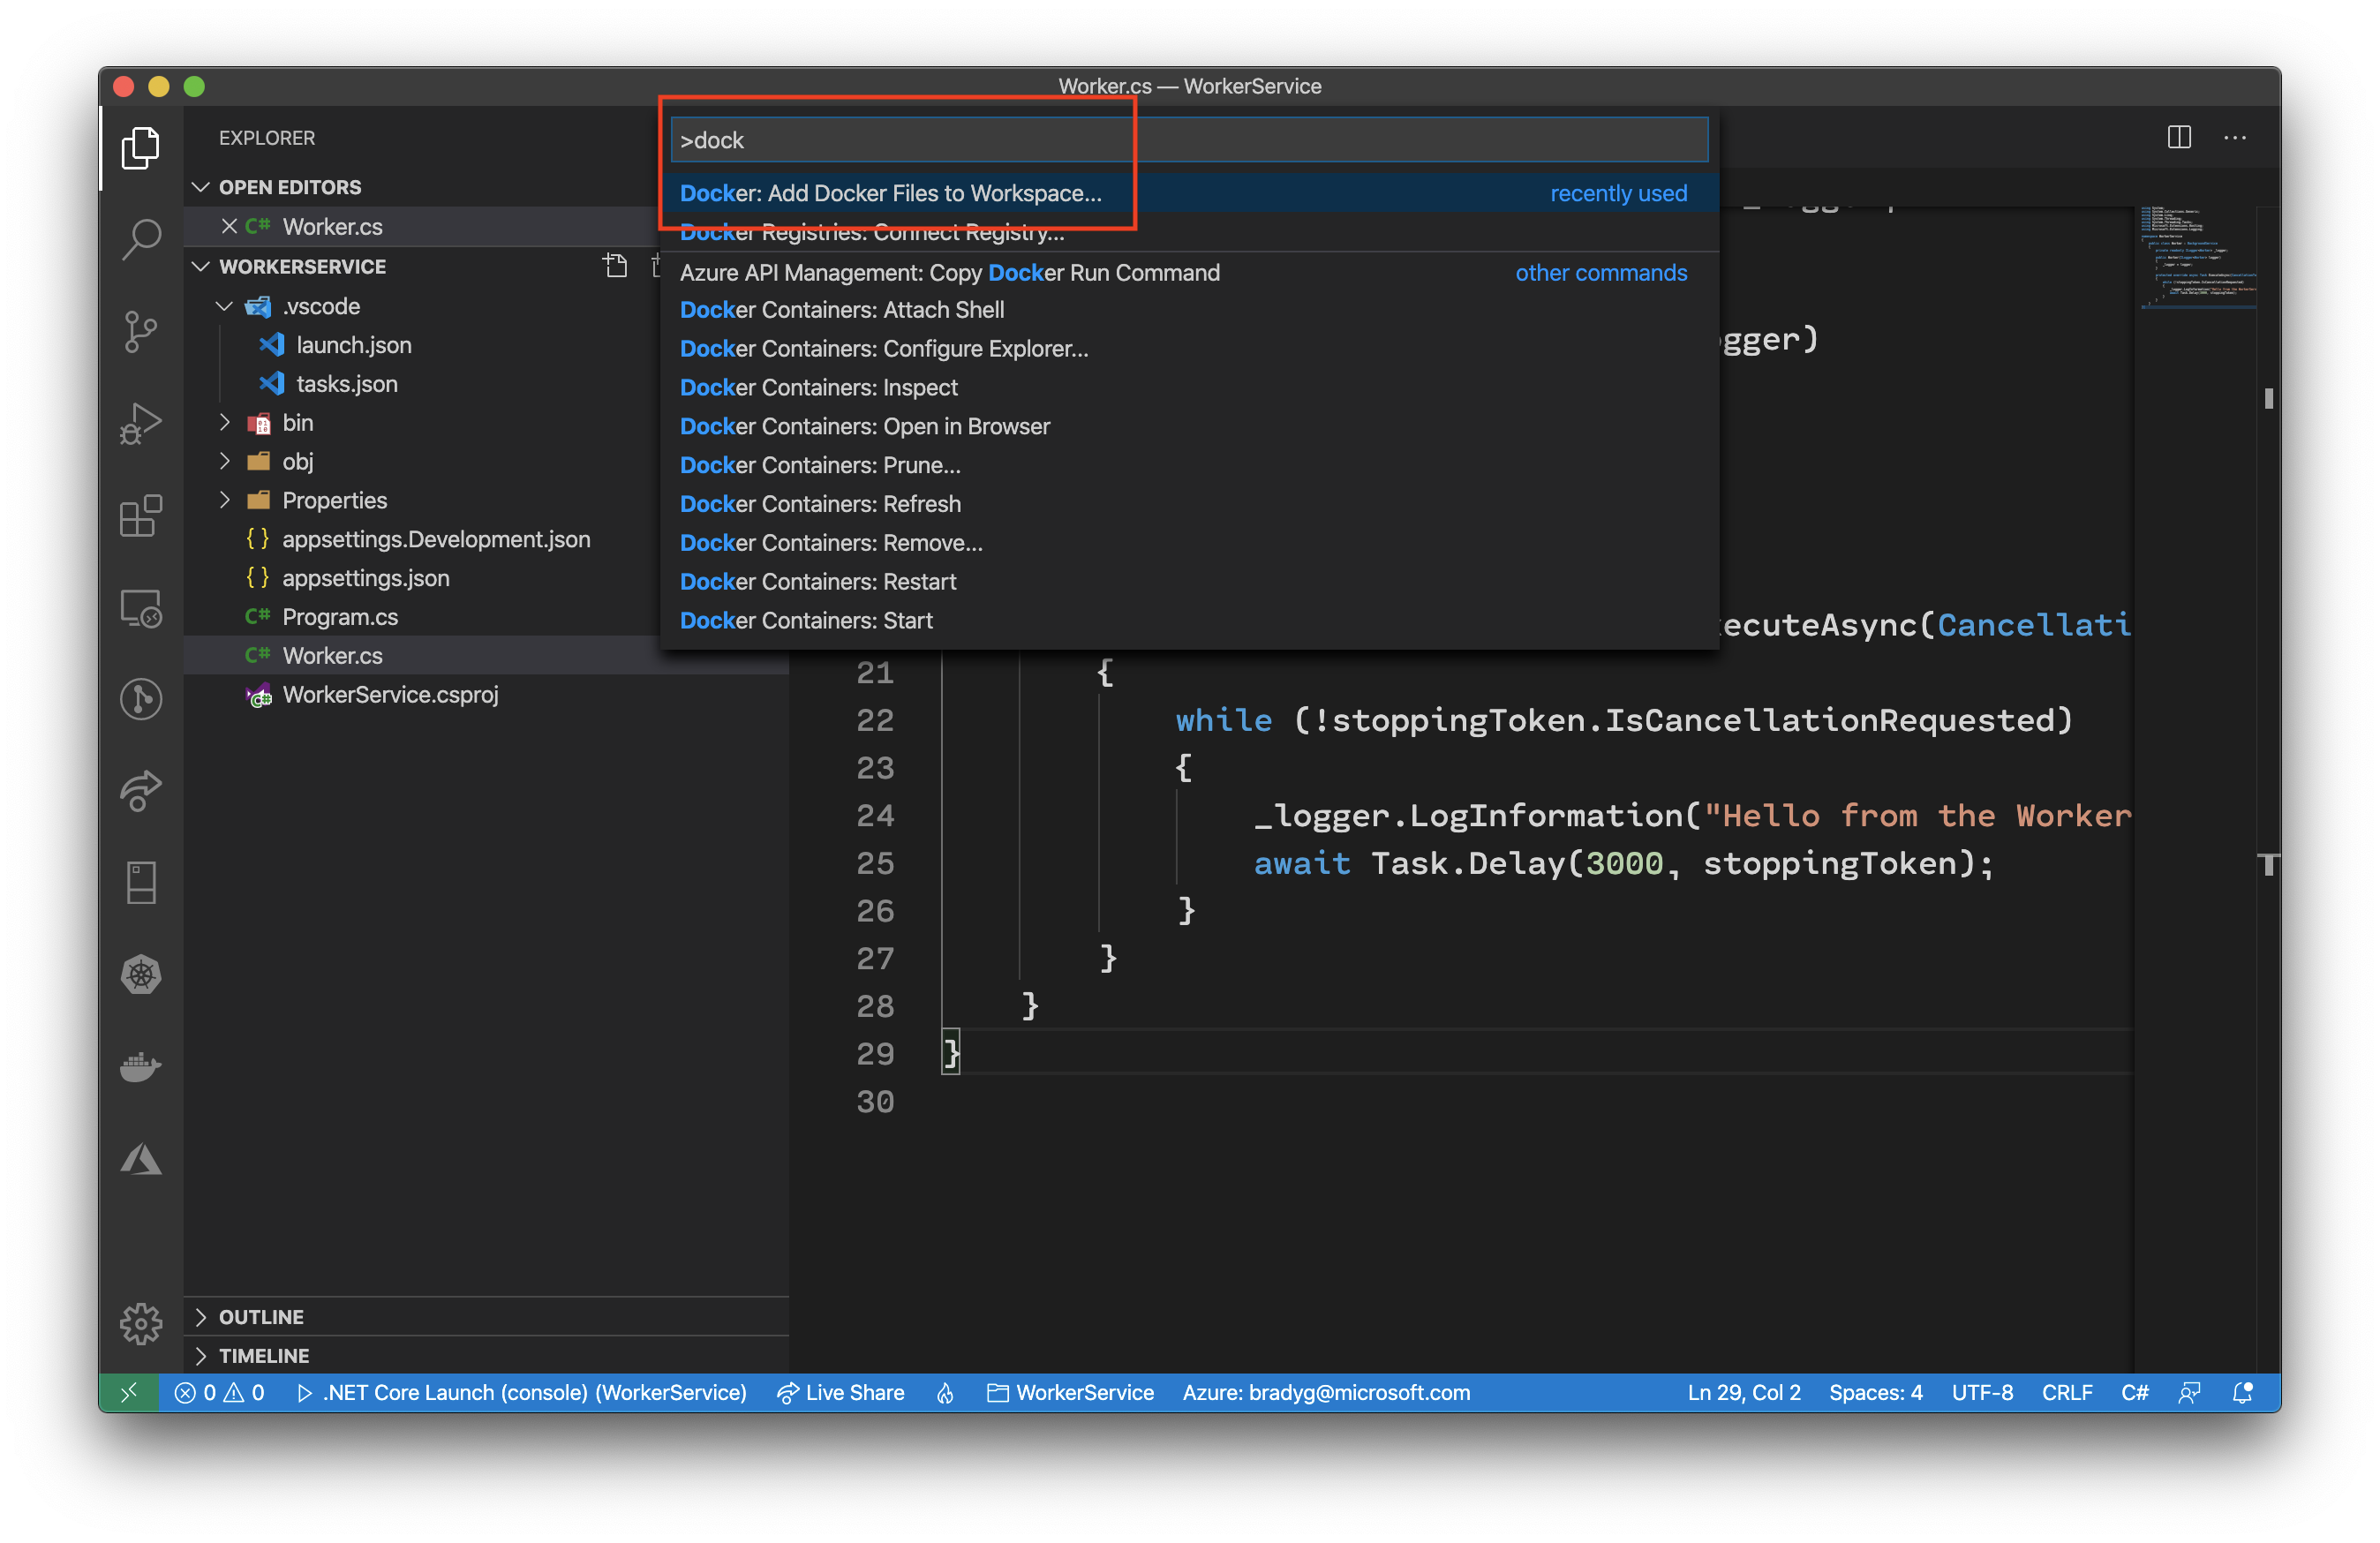 Worker.cs — WorkerService
EXPLORER
OPEN EDITORS
C# Worker.cs
WORKERSERVICE
.vscode
launch.json
tasks.json
bin
obj
Properties
{ } appsettings.Development.json
{ } appsettings.json
C# Program.cs
C# Worker.cs
WorkerService.csproj
OUTLINE
TIMELINE
>dock
Docker: Add Docker Files to Workspace... recently used
Docker Registries: Connect Registry...
Azure API Management: Copy Docker Run Command other commands
Docker Containers: Attach Shell
Docker Containers: Configure Explorer...
Docker Containers: Inspect
Docker Containers: Open in Browser
Docker Containers: Prune...
Docker Containers: Refresh
Docker Containers: Remove...
Docker Containers: Restart
Docker Containers: Start
ogger)
ecuteAsync(Cancellati
21 {
22 while (!stoppingToken.IsCancellationRequested)
23 {
24 _logger.LogInformation("Hello from the Worker
25 await Task.Delay(3000, stoppingToken);
26 }
27 }
28 }
29 }
30
0 0 .NET Core Launch (console) (WorkerService) Live Share WorkerService Azure: bradyg@microsoft.com Ln 29, Col 2 Spaces: 4 UTF-8 CRLF C#